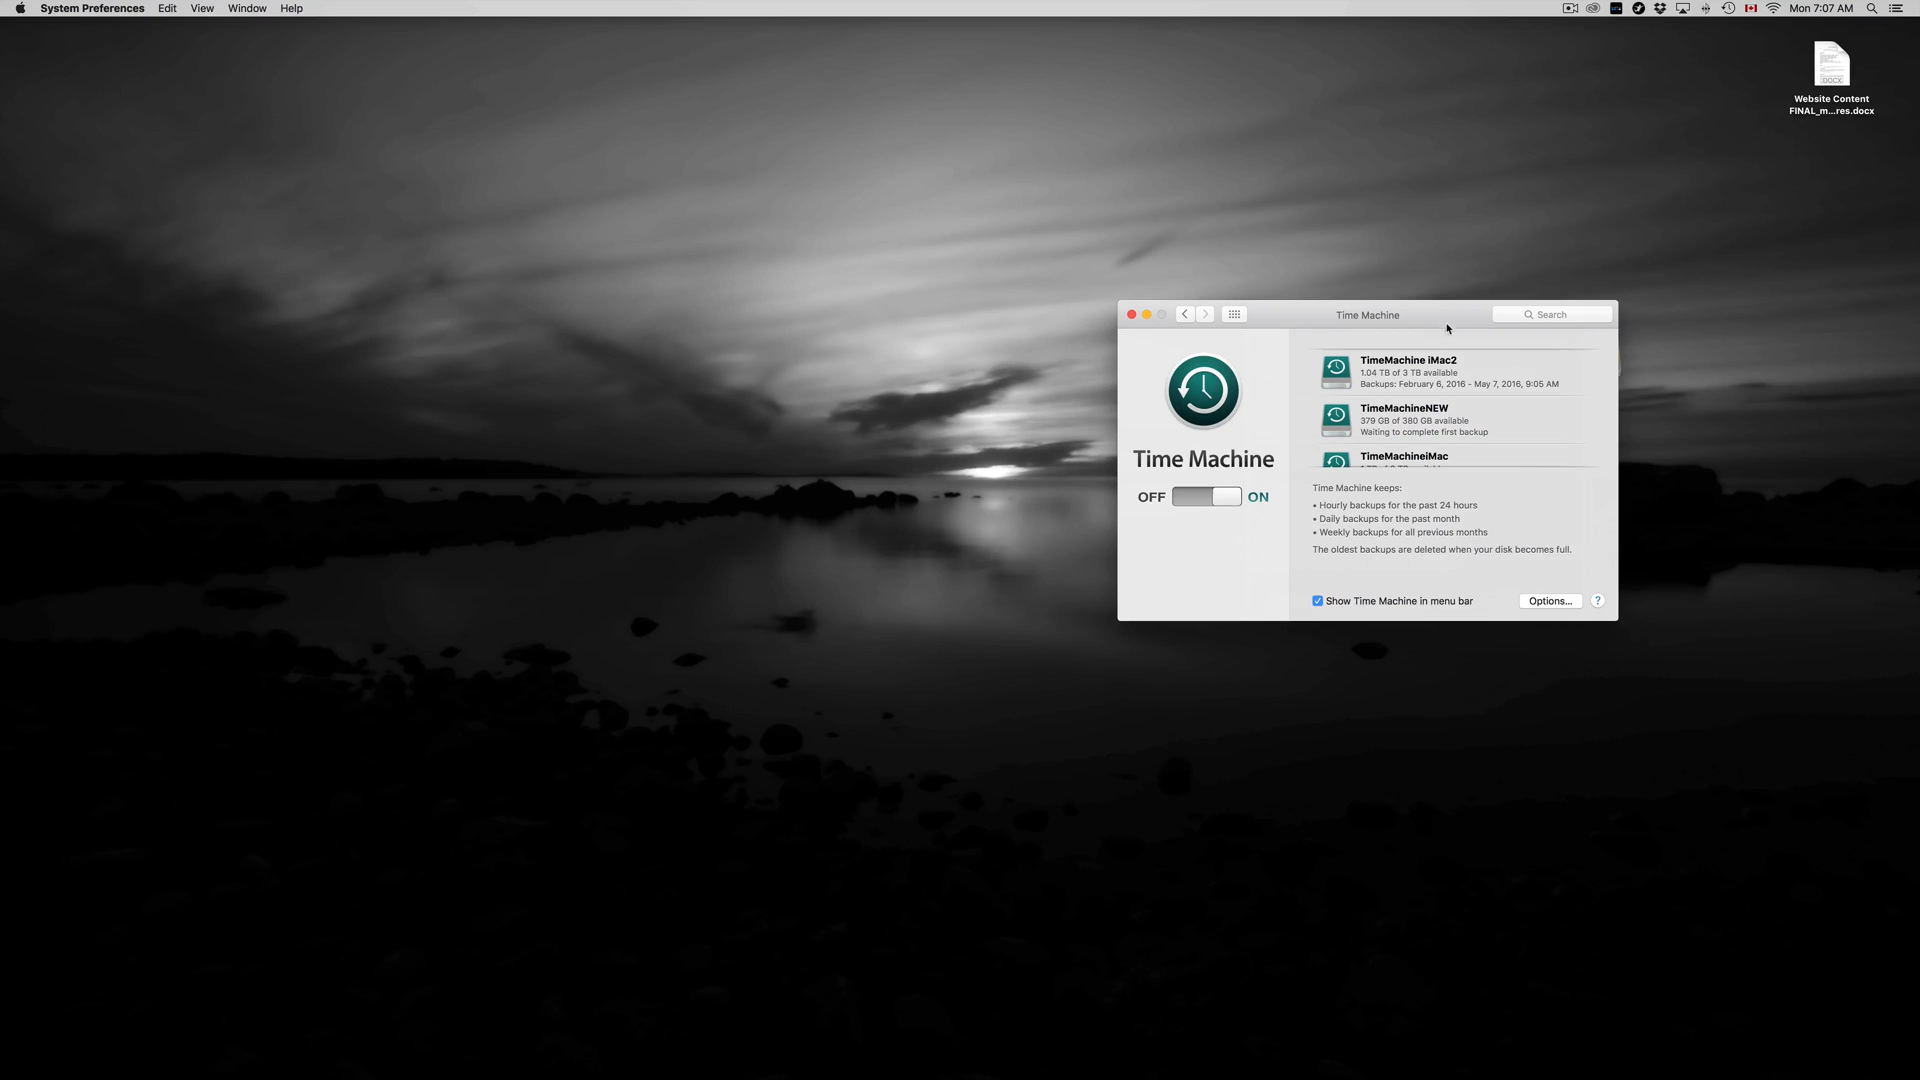 System Preferences Edit View Window Help
Mon 7:07 AM
DOCX
Website Content
FINAL_m...res.docx
Time Machine
Search
TimeMachine iMac2
1.04 TB of 3 TB available
Backups: February 6, 2016 - May 7, 2016, 9:05 AM
TimeMachineNEW
379 GB of 380 GB available
Waiting to complete first backup
TimeMachineiMac
Time Machine
OFF ON
Time Machine keeps:
• Hourly backups for the past 24 hours
• Daily backups for the past month
• Weekly backups for all previous months
The oldest backups are deleted when your disk becomes full.
Show Time Machine in menu bar
Options...
?